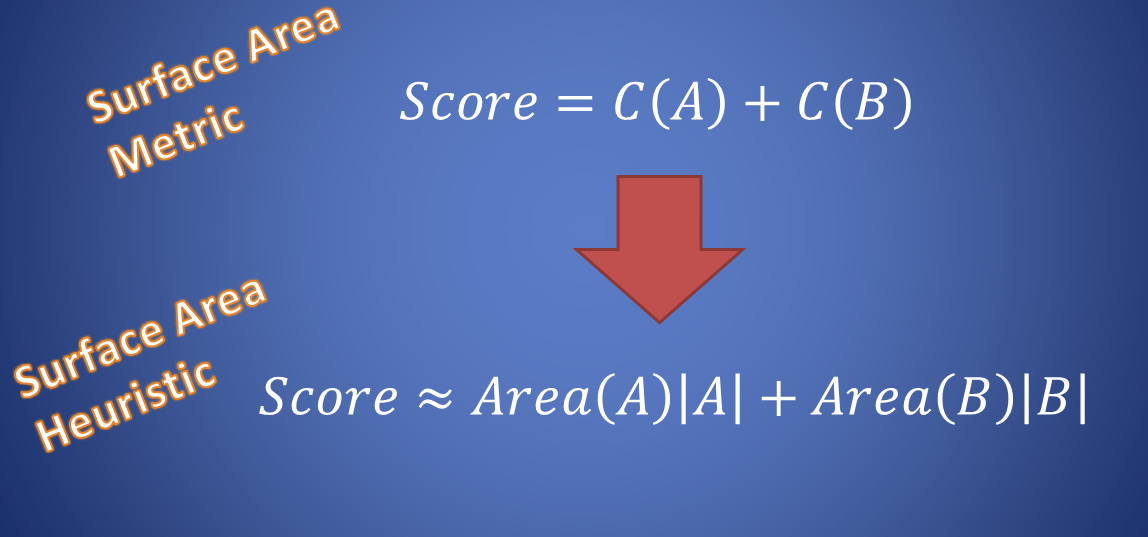 Surface Area
Metric
Score = C(A) + C(B)
Surface Area
Heuristic
Score ≈ Area(A)|A| + Area(B)|B|